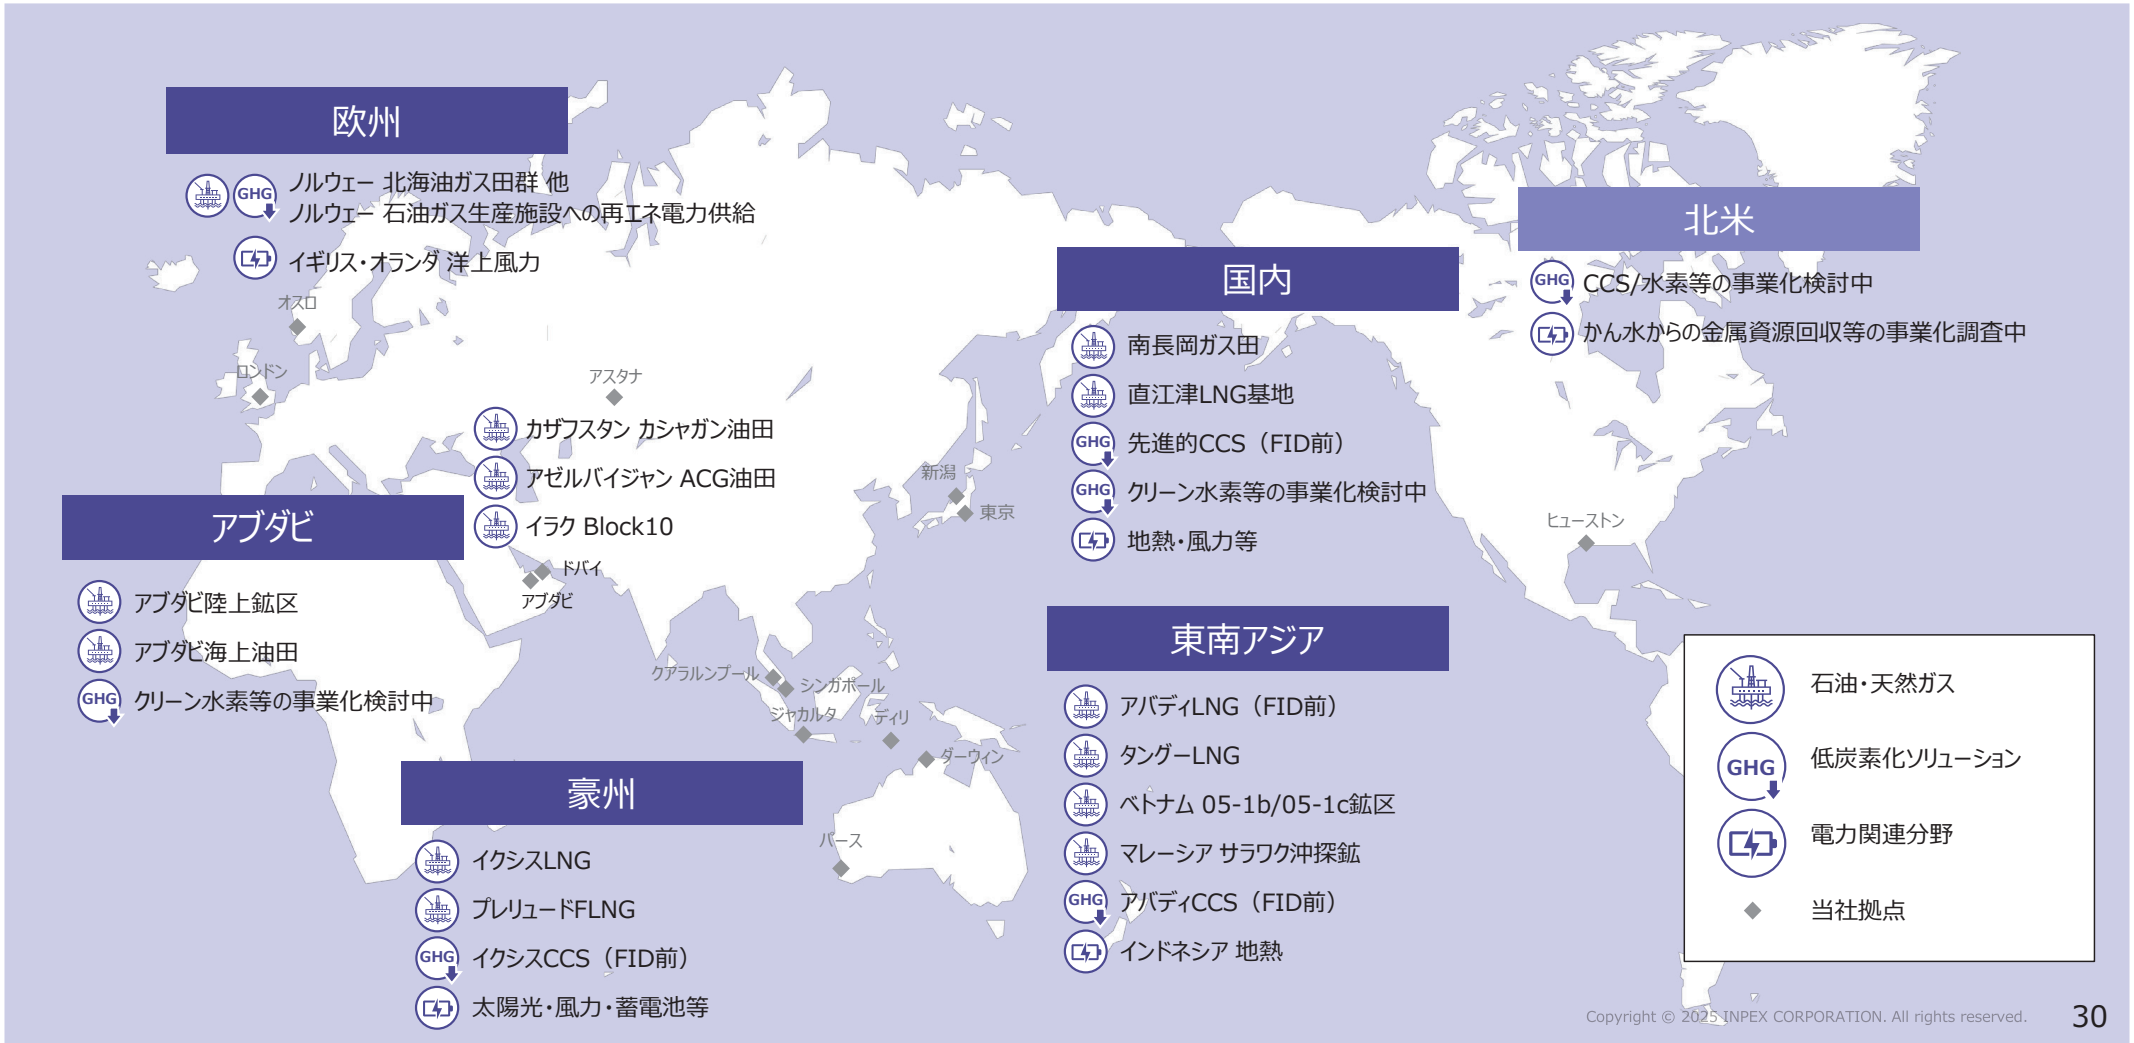 欧州
GHG
ノルウェー 北海油ガス田群 他
ノルウェー 石油ガス生産施設への再エネ電力供給
イギリス・オランダ 洋上風力
オスロ
ロンドン
アスタナ
カザフスタン カシャガン油田
アゼルバイジャン ACG油田
イラク Block10
ドバイ
アブダビ
アブダビ
アブダビ陸上鉱区
アブダビ海上油田
GHG
クリーン水素等の事業化検討中
豪州
イクシスLNG
プレリュードFLNG
GHG
イクシスCCS（FID前）
太陽光・風力・蓄電池等
新潟
東京
クアラルンプール
シンガポール
ジャカルタ
ディリ
ダーウィン
パース
国内
南長岡ガス田
直江津LNG基地
GHG
先進的CCS（FID前）
GHG
クリーン水素等の事業化検討中
地熱・風力等
東南アジア
アバディLNG（FID前）
タングーLNG
ベトナム 05-1b/05-1c鉱区
マレーシア サラワク沖探鉱
GHG
アバディCCS（FID前）
インドネシア 地熱
北米
GHG
CCS/水素等の事業化検討中
かん水からの金属資源回収等の事業化調査中
ヒューストン
石油・天然ガス
GHG
低炭素化ソリューション
電力関連分野
当社拠点
Copyright © 2025 INPEX CORPORATION. All rights reserved.
30